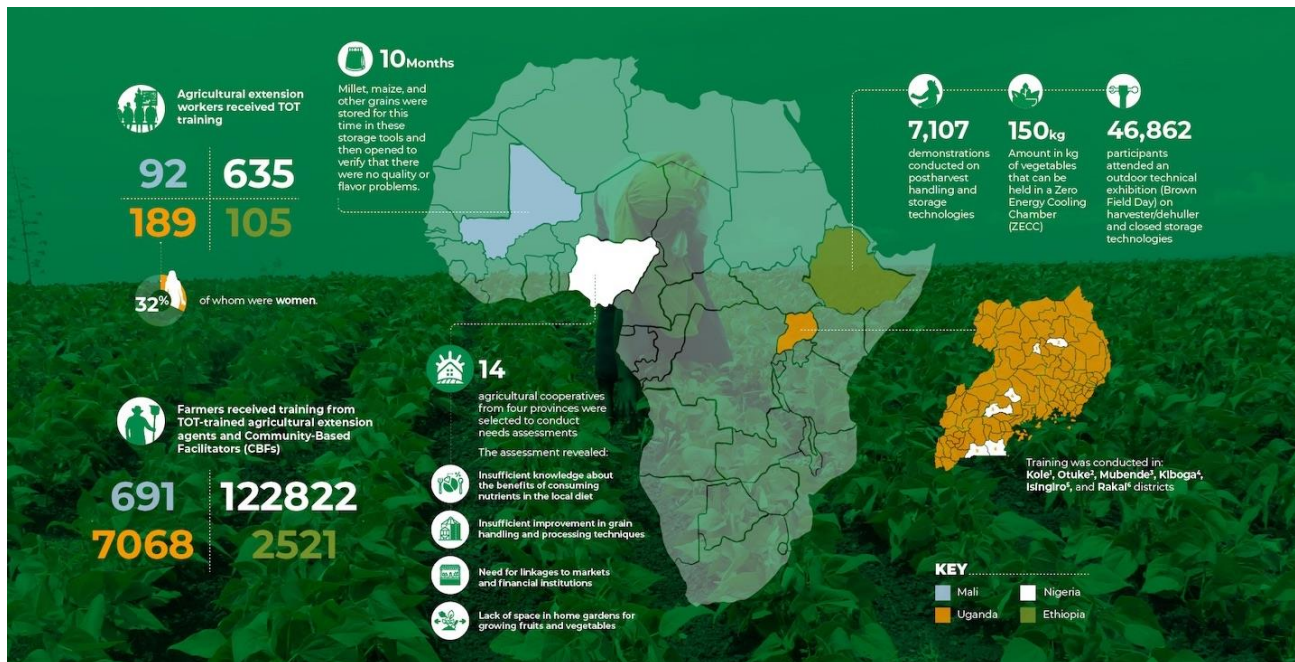 Agricultural extension
workers received TOT
training
92
635
189
105
32%
of whom were women.
Farmers received training from
TOT-trained agricultural extension
agents and Community-Based
Facilitators (CBFs)
691
122822
7068
2521
10 Months
Millet, maize, and
other grains were
stored for this
time in these
storage tools and
then opened to
verify that there
were no quality or
flavor problems.
14
agricultural cooperatives
from four provinces were
selected to conduct
needs assessments
The assessment revealed:
Insufficient knowledge about
the benefits of consuming
nutrients in the local diet
Insufficient improvement in grain
handling and processing techniques
Need for linkages to markets
and financial institutions
Lack of space in home gardens for
growing fruits and vegetables
7,107
demonstrations
conducted on
postharvest
handling and
storage
technologies
150kg
Amount in kg
of vegetables
that can be
held in a Zero
Energy Cooling
Chamber
(ZECC)
46,862
participants
attended an
outdoor technical
exhibition (Brown
Field Day) on
harvester/dehuller
and closed storage
technologies
Training was conducted in:
Kole¹, Otuke², Mubende³, Kiboga⁴,
Isingiro⁵, and Rakai⁶ districts
KEY
Mali
Nigeria
Uganda
Ethiopia